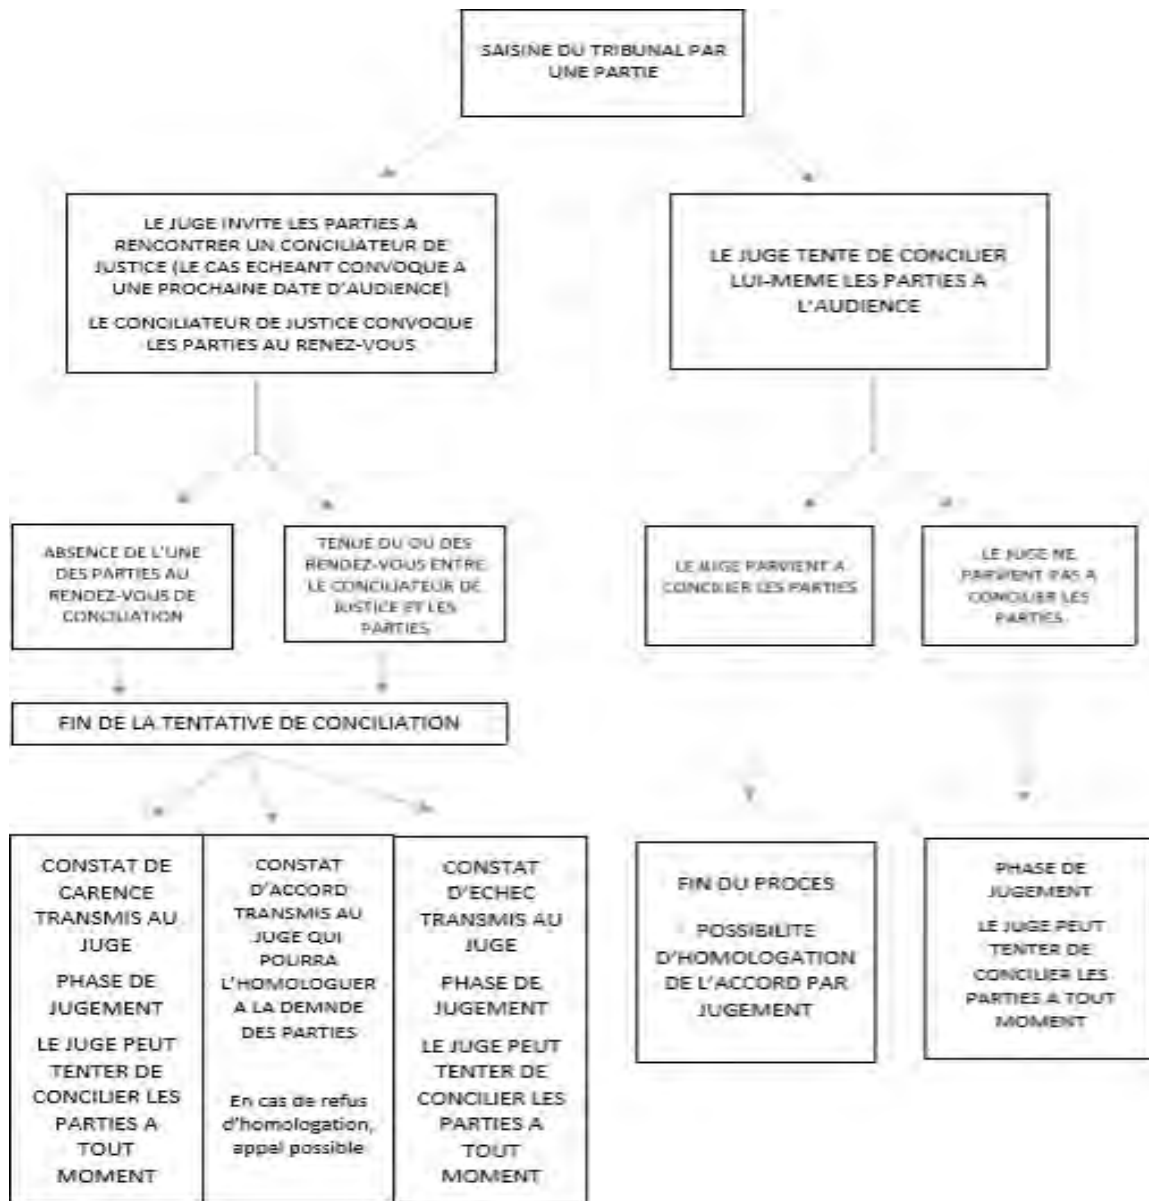 SAISINE DU TRIBUNAL PAR
UNE PARTIE
LE JUGE INVITE LES PARTIES A
RENCONTRER UN CONCILIATEUR DE
JUSTICE (LE CAS ECHEANT CONVOQUE A
UNE PROCHAINE DATE D'AUDIENCE)
LE CONCILIATEUR DE JUSTICE CONVOQUE
LES PARTIES AU RENEZ-VOUS
LE JUGE TENTE DE CONCILIER
LUI-MEME LES PARTIES A
L'AUDIENCE
ABSENCE DE L'UNE
DES PARTIES AU
RENDEZ-VOUS DE
CONCILIATION
TENUE DU OU DES
RENDEZ-VOUS ENTRE
LE CONCILIATEUR DE
JUSTICE ET LES
PARTIES
LE JUGE PARVIENT A
CONCILIER LES PARTIES
LE JUGE NE
PARVIENT PAS A
CONCILIER LES
PARTIES
FIN DE LA TENTATIVE DE CONCILIATION
CONSTAT DE
CARENCE
TRANSMIS AU
JUGE
PHASE DE
JUGEMENT
LE JUGE PEUT
TENTER DE
CONCILIER LES
PARTIES A
TOUT
MOMENT
CONSTAT
D'ACCORD
TRANSMIS AU
JUGE QUI
POURRA
L'HOMOLOGUER
A LA DEMNDE
DES PARTIES
En cas de refus
d'homologation,
appel possible
CONSTAT
D'ECHEC
TRANSMIS AU
JUGE
PHASE DE
JUGEMENT
LE JUGE PEUT
TENTER DE
CONCILIER LES
PARTIES A
TOUT
MOMENT
FIN DU PROCES
POSSIBILITE
D'HOMOLOGATION
DE L'ACCORD PAR
JUGEMENT
PHASE DE
JUGEMENT
LE JUGE PEUT
TENTER DE
CONCILIER LES
PARTIES A TOUT
MOMENT